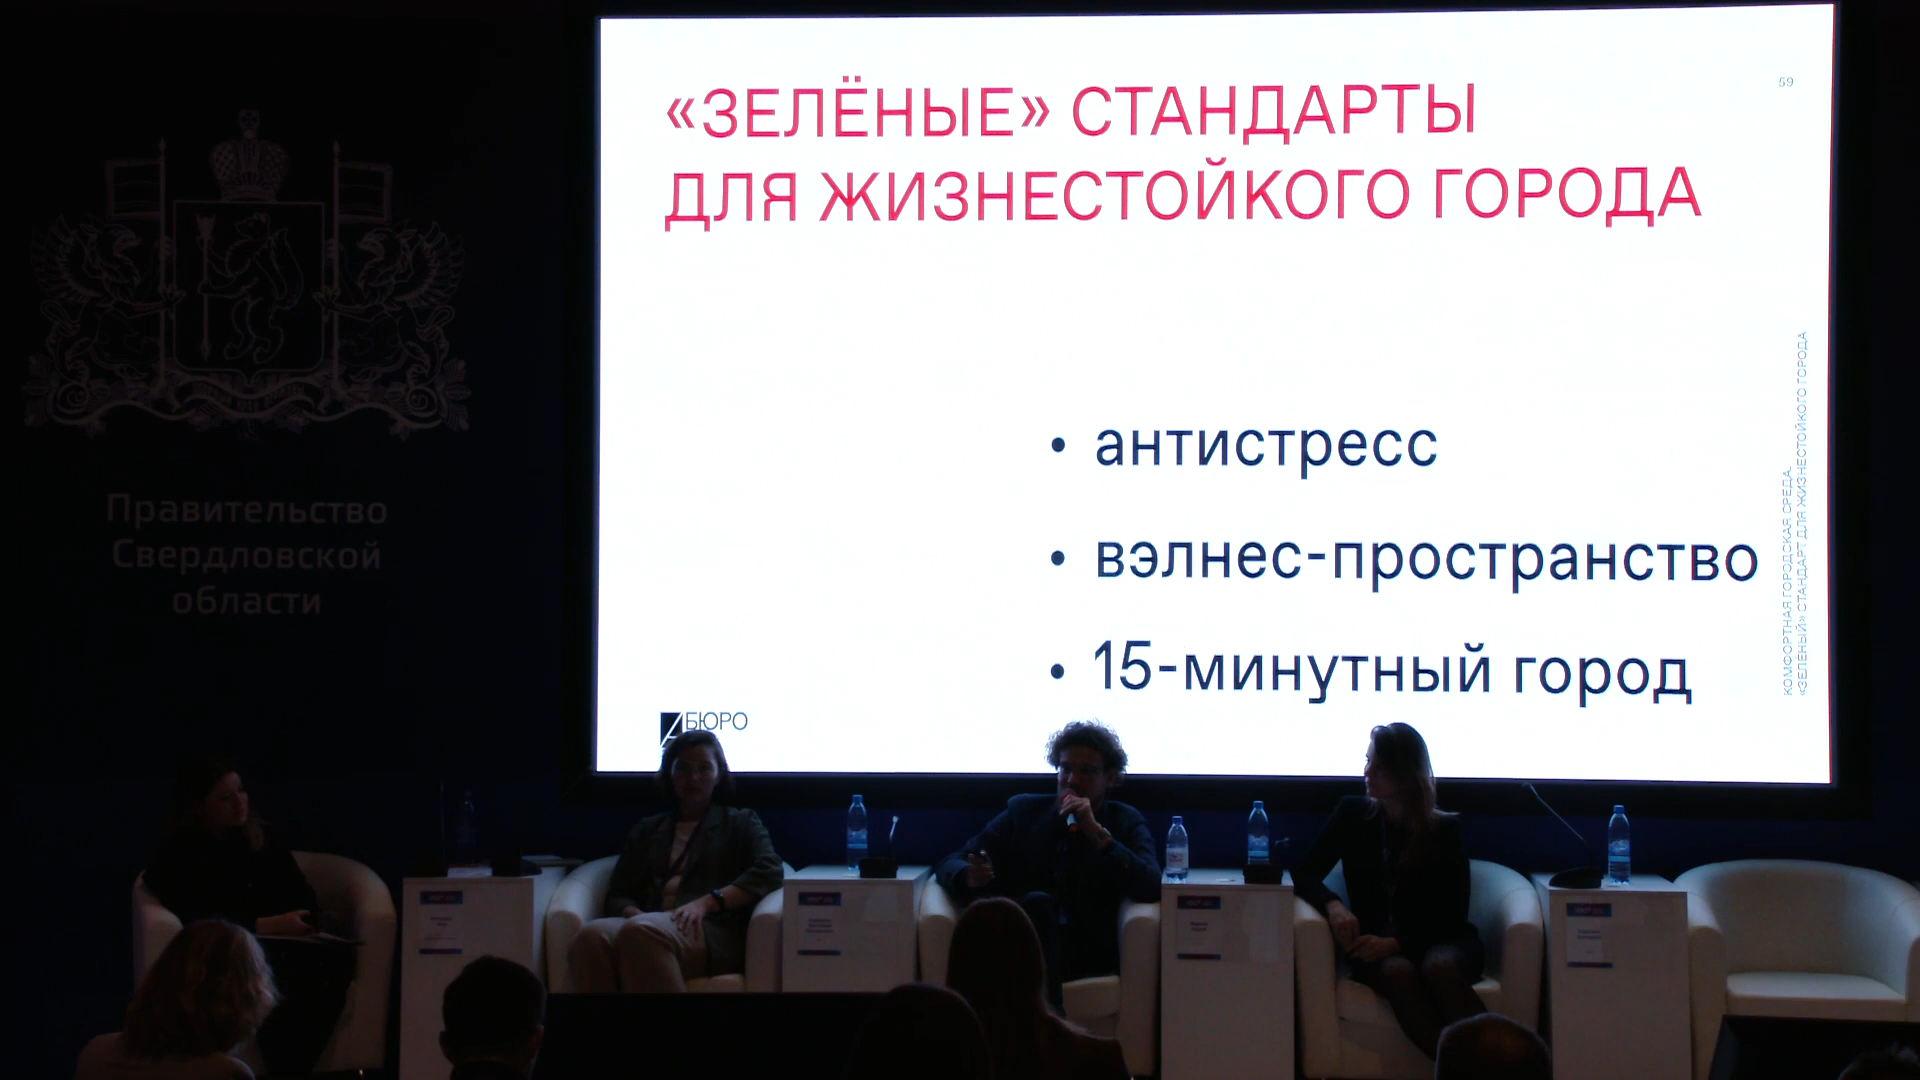 «ЗЕЛЁНЫЕ» СТАНДАРТЫ
ДЛЯ ЖИЗНЕСТОЙКОГО ГОРОДА
59
• антистресс
• вэлнес-пространство
• 15-минутный город
КОМФОРТНАЯ ГОРОДСКАЯ СРЕДА.
«ЗЕЛЁНЫЙ» СТАНДАРТ ДЛЯ ЖИЗНЕСТОЙКОГО ГОРОДА
БЮРО
Правительство
Свердловской
области